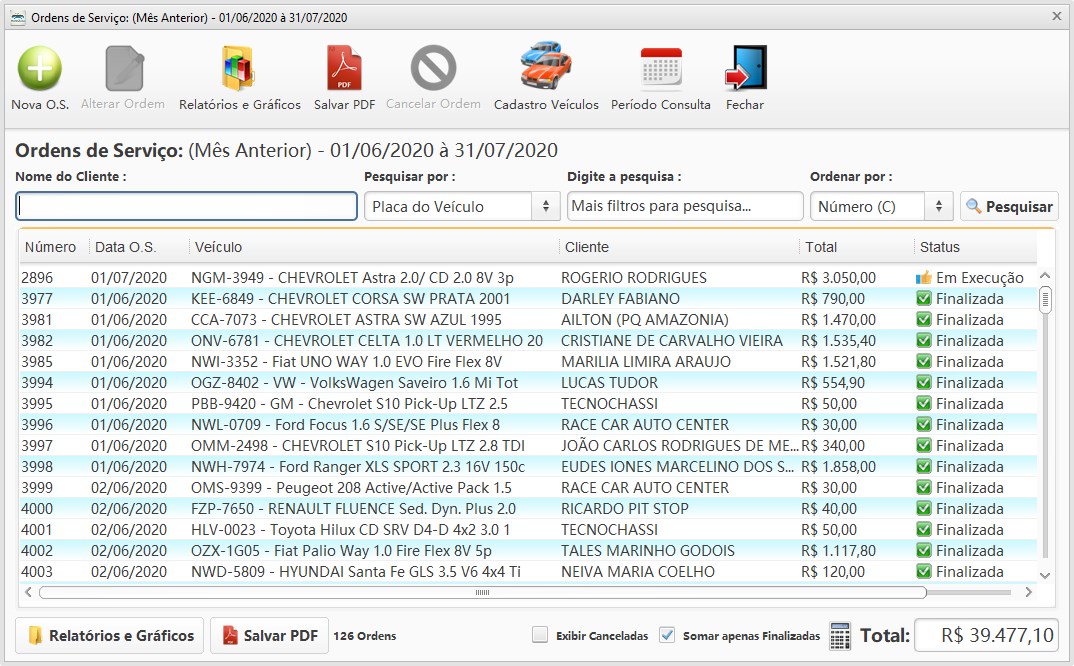 Ordens de Serviço: (Mês Anterior) - 01/06/2020 à 31/07/2020
Nova O.S. Alterar Ordem Relatórios e Gráficos Salvar PDF Cancelar Ordem Cadastro Veículos Período Consulta Fechar
Ordens de Serviço: (Mês Anterior) - 01/06/2020 à 31/07/2020
Nome do Cliente : Pesquisar por : Digite a pesquisa : Ordenar por :
Placa do Veículo Mais filtros para pesquisa... Número (C) Pesquisar
Número Data O.S. Veículo Cliente Total Status
2896 01/07/2020 NGM-3949 - CHEVROLET Astra 2.0/ CD 2.0 8V 3p ROGERIO RODRIGUES R$ 3.050,00 Em Execução
3977 01/06/2020 KEE-6849 - CHEVROLET CORSA SW PRATA 2001 DARLEY FABIANO R$ 790,00 Finalizada
3981 01/06/2020 CCA-7073 - CHEVROLET ASTRA SW AZUL 1995 AILTON (PQ AMAZONIA) R$ 1.470,00 Finalizada
3982 01/06/2020 ONV-6781 - CHEVROLET CELTA 1.0 LT VERMELHO 20 CRISTIANE DE CARVALHO VIEIRA R$ 1.535,40 Finalizada
3985 01/06/2020 NWI-3352 - Fiat UNO WAY 1.0 EVO Fire Flex 8V MARILIA LIMIRA ARAUJO R$ 1.521,80 Finalizada
3994 01/06/2020 OGZ-8402 - VW - VolksWagen Saveiro 1.6 Mi Tot LUCAS TUDOR R$ 554,90 Finalizada
3995 01/06/2020 PBB-9420 - GM - Chevrolet S10 Pick-Up LTZ 2.5 TECNOCHASSI R$ 50,00 Finalizada
3996 01/06/2020 NWL-0709 - Ford Focus 1.6 S/SE/SE Plus Flex 8 RACE CAR AUTO CENTER R$ 30,00 Finalizada
3997 01/06/2020 OMM-2498 - CHEVROLET S10 Pick-Up LTZ 2.8 TDI JOÃO CARLOS RODRIGUES DE ME... R$ 340,00 Finalizada
3998 01/06/2020 NWH-7974 - Ford Ranger XLS SPORT 2.3 16V 150c EUDES IONES MARCELINO DOS S... R$ 1.858,00 Finalizada
3999 02/06/2020 OMS-9399 - Peugeot 208 Active/Active Pack 1.5 RACE CAR AUTO CENTER R$ 30,00 Finalizada
4000 02/06/2020 FZP-7650 - RENAULT FLUENCE Sed. Dyn. Plus 2.0 RICARDO PIT STOP R$ 40,00 Finalizada
4001 02/06/2020 HLV-0023 - Toyota Hilux CD SRV D4-D 4x2 3.0 1 TECNOCHASSI R$ 50,00 Finalizada
4002 02/06/2020 OZX-1G05 - Fiat Palio Way 1.0 Fire Flex 8V 5p TALES MARINHO GODOIS R$ 1.117,80 Finalizada
4003 02/06/2020 NWD-5809 - HYUNDAI Santa Fe GLS 3.5 V6 4x4 Ti NEIVA MARIA COELHO R$ 120,00 Finalizada
Relatórios e Gráficos Salvar PDF 126 Ordens Exibir Canceladas Somar apenas Finalizadas Total: R$ 39.477,10